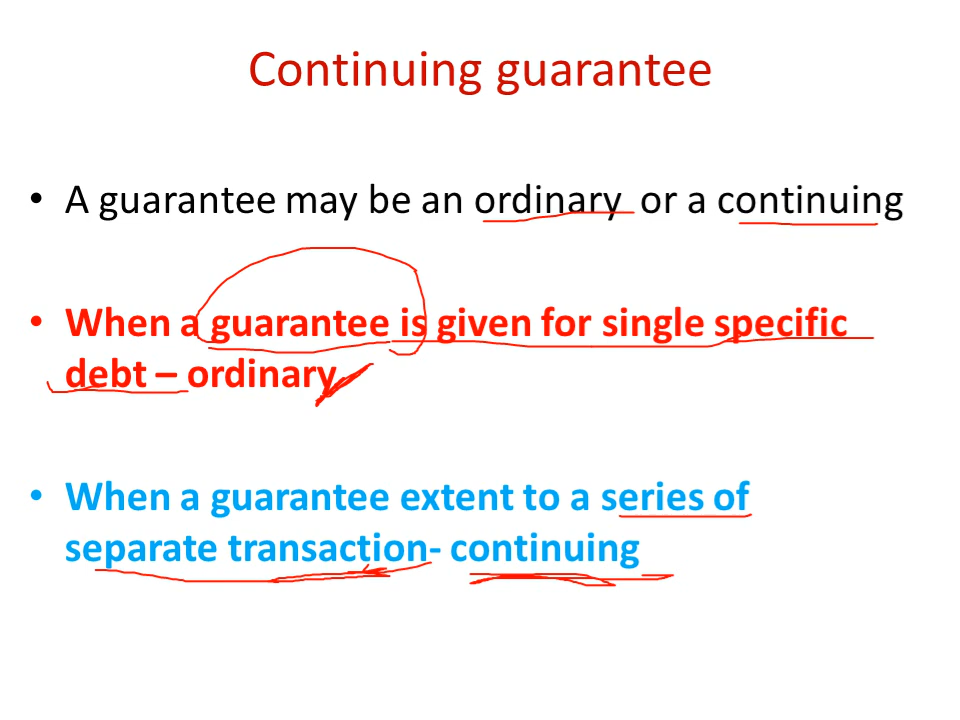 Continuing guarantee
• A guarantee may be an ordinary or a continuing
• When a guarantee is given for single specific
debt – ordinary
• When a guarantee extent to a series of
separate transaction- continuing